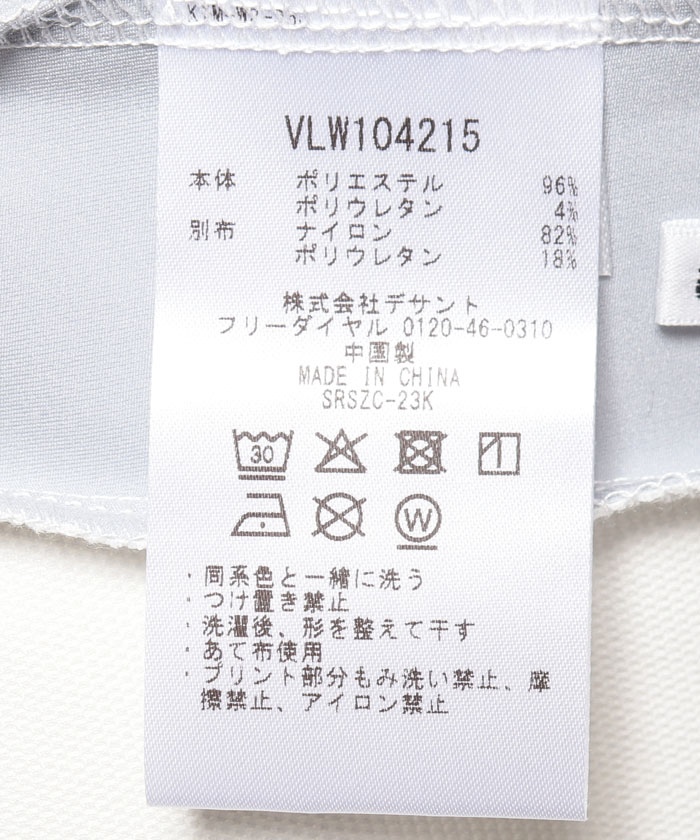 VLW104215
本体 ポリエステル 96%
ポリウレタン 4%
別布 ナイロン 82%
ポリウレタン 18%
株式会社デサント
フリーダイヤル 0120-46-0310
中国製
MADE IN CHINA
SRSZC-23K
30
W
・同系色と一緒に洗う
・つけ置き禁止
・洗濯後、形を整えて干す
・あて布使用
・プリント部分もみ洗い禁止、摩
擦禁止、アイロン禁止